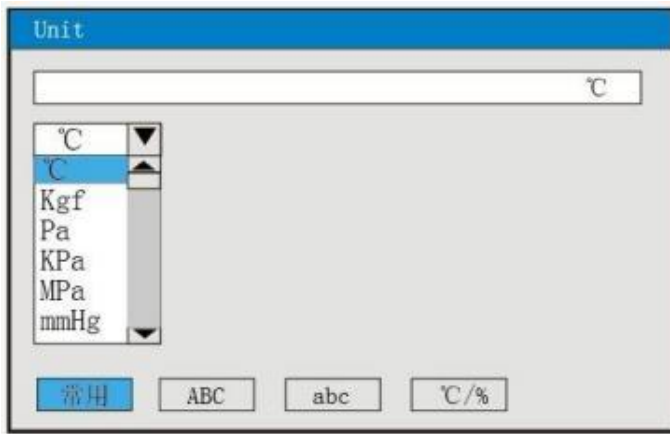 Unit
℃
℃
℃
Kgf
Pa
KPa
MPa
mmHg
常用 ABC abc ℃/%